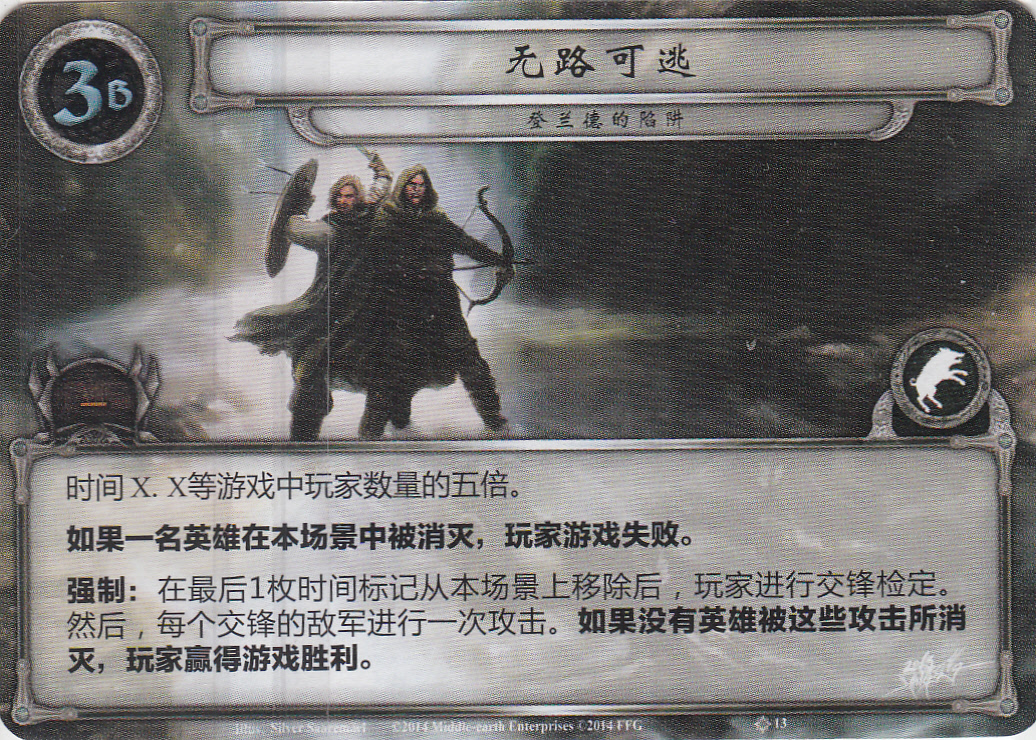 3B
无路可逃
登兰德的陷阱
时间 X. X等游戏中玩家数量的五倍。
如果一名英雄在本场景中被消灭，玩家游戏失败。
强制：在最后1枚时间标记从本场景上移除后，玩家进行交锋检定。
然后，每个交锋的敌军进行一次攻击。如果没有英雄被这些攻击所消
灭，玩家赢得游戏胜利。
Illus. Silver Saaremael ©2014 Middle-earth Enterprises ©2014 FFG 13